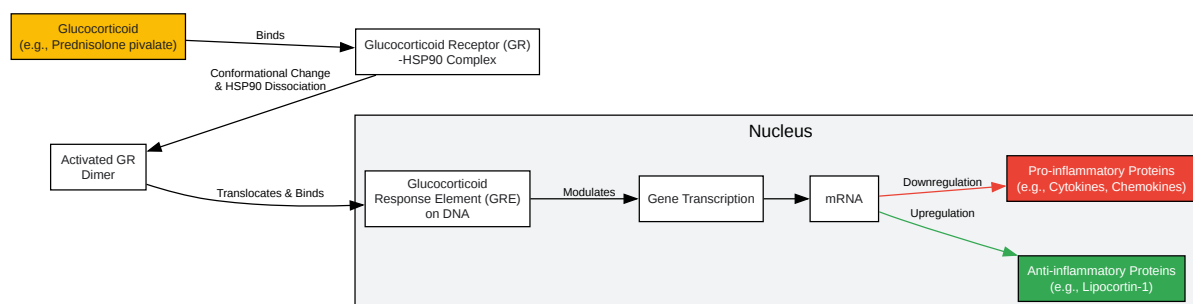 Glucocorticoid
(e.g., Prednisolone pivalate)
Binds
Glucocorticoid Receptor (GR)
-HSP90 Complex
Conformational Change
& HSP90 Dissociation
Activated GR
Dimer
Translocates & Binds
Nucleus
Glucocorticoid
Response Element (GRE)
on DNA
Modulates
Gene Transcription
mRNA
Downregulation
Pro-inflammatory Proteins
(e.g., Cytokines, Chemokines)
Upregulation
Anti-inflammatory Proteins
(e.g., Lipocortin-1)